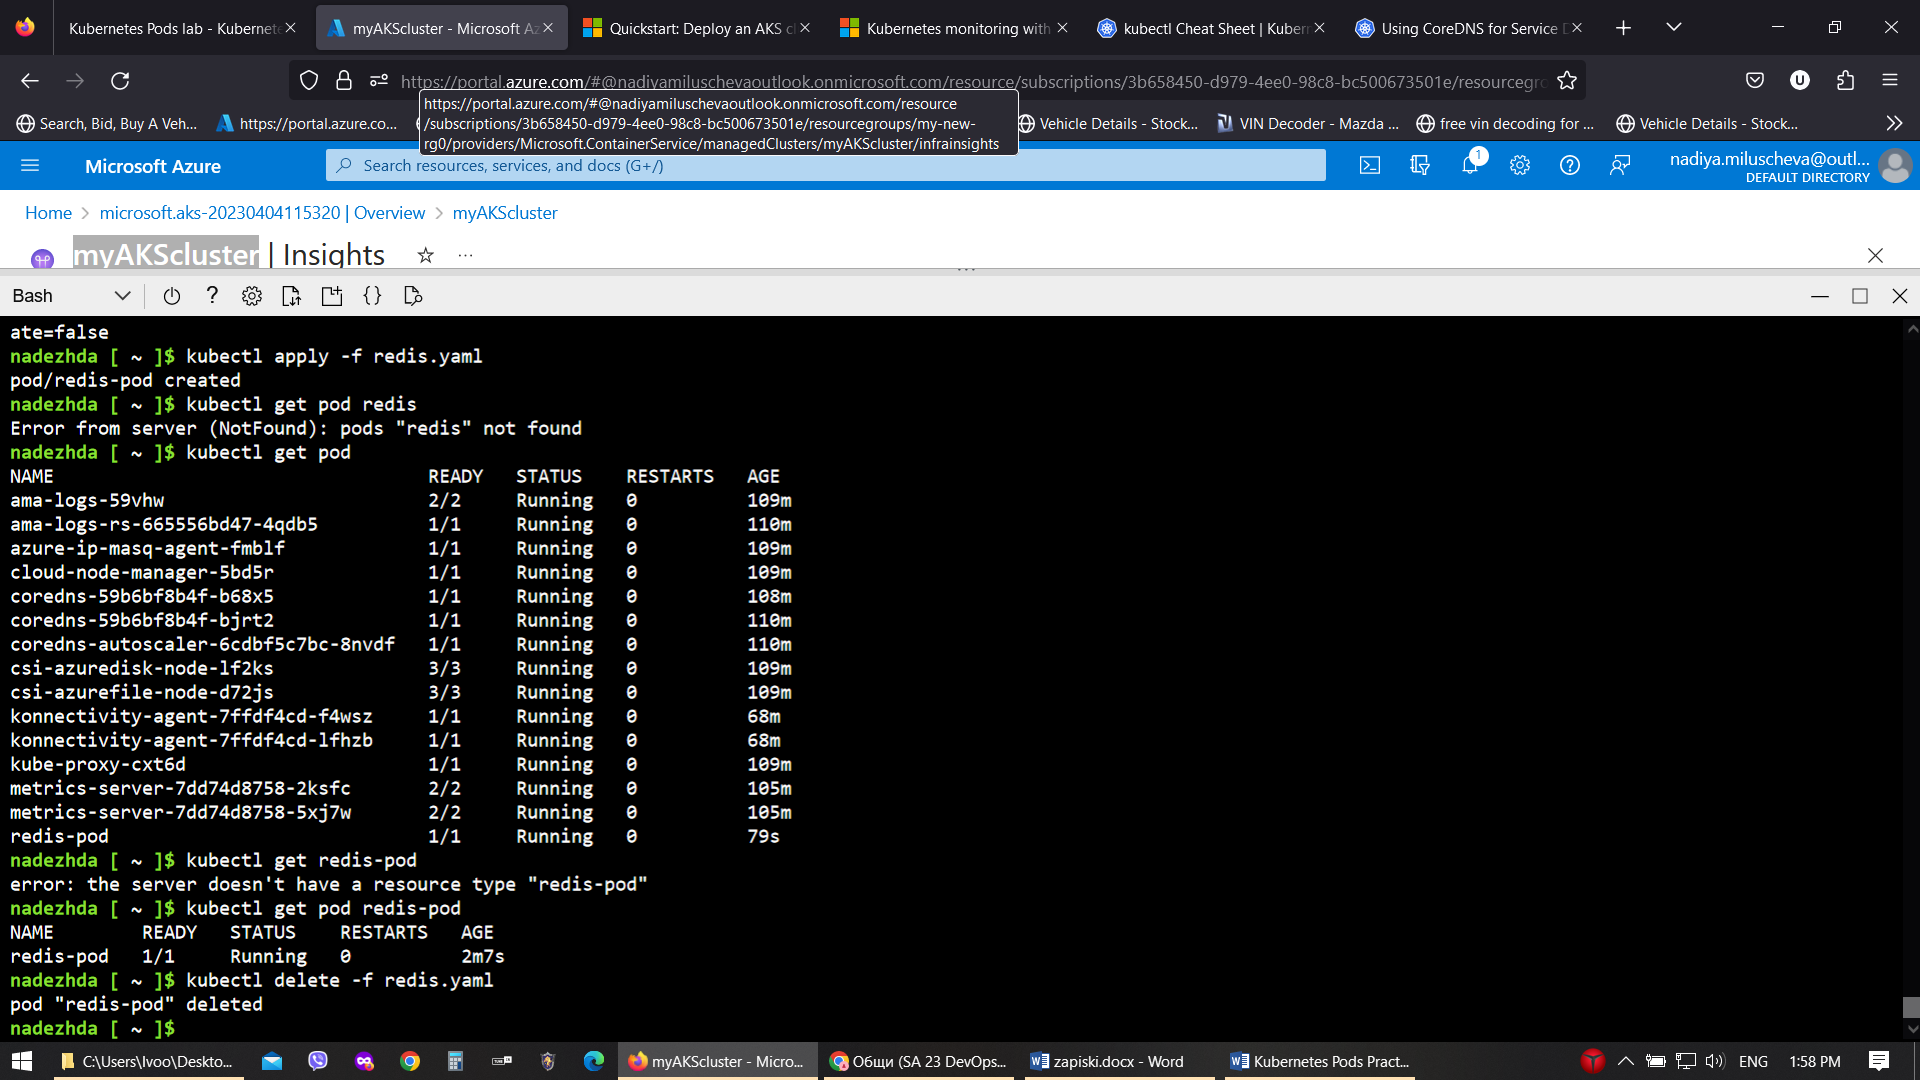 Kubernetes Pods lab - Kubernete
myAKScluster - Microsoft Az
Quickstart: Deploy an AKS cl
Kubernetes monitoring with
kubectl Cheat Sheet | Kubern
Using CoreDNS for Service D
https://portal.azure.com/#@nadiyamiluschevaoutlook.onmicrosoft.com/resource/subscriptions/3b658450-d979-4ee0-98c8-bc500673501e/resourcegro
https://portal.azure.com/#@nadiyamiluschevaoutlook.onmicrosoft.com/resource
/subscriptions/3b658450-d979-4ee0-98c8-bc500673501e/resourcegroups/my-new-
rg0/providers/Microsoft.ContainerService/managedClusters/myAKScluster/infrainsights
Search, Bid, Buy A Veh...
https://portal.azure.co...
Vehicle Details - Stock...
VIN Decoder - Mazda ...
free vin decoding for ...
Vehicle Details - Stock...
Microsoft Azure
Search resources, services, and docs (G+/)
1
nadiya.miluscheva@outl...
DEFAULT DIRECTORY
Home > microsoft.aks-20230404115320 | Overview > myAKScluster
myAKScluster | Insights
Bash
ate=false
nadezhda [ ~ ]$ kubectl apply -f redis.yaml
pod/redis-pod created
nadezhda [ ~ ]$ kubectl get pod redis
Error from server (NotFound): pods "redis" not found
nadezhda [ ~ ]$ kubectl get pod
NAME READY STATUS RESTARTS AGE
ama-logs-59vhw 2/2 Running 0 109m
ama-logs-rs-665556bd47-4qdb5 1/1 Running 0 110m
azure-ip-masq-agent-fmblf 1/1 Running 0 109m
cloud-node-manager-5bd5r 1/1 Running 0 109m
coredns-59b6bf8b4f-b68x5 1/1 Running 0 108m
coredns-59b6bf8b4f-bjrt2 1/1 Running 0 110m
coredns-autoscaler-6cdbf5c7bc-8nvdf 1/1 Running 0 110m
csi-azuredisk-node-lf2ks 3/3 Running 0 109m
csi-azurefile-node-d72js 3/3 Running 0 109m
konnectivity-agent-7ffdf4cd-f4wsz 1/1 Running 0 68m
konnectivity-agent-7ffdf4cd-lfhzb 1/1 Running 0 68m
kube-proxy-cxt6d 1/1 Running 0 109m
metrics-server-7dd74d8758-2ksfc 2/2 Running 0 105m
metrics-server-7dd74d8758-5xj7w 2/2 Running 0 105m
redis-pod 1/1 Running 0 79s
nadezhda [ ~ ]$ kubectl get redis-pod
error: the server doesn't have a resource type "redis-pod"
nadezhda [ ~ ]$ kubectl get pod redis-pod
NAME READY STATUS RESTARTS AGE
redis-pod 1/1 Running 0 2m7s
nadezhda [ ~ ]$ kubectl delete -f redis.yaml
pod "redis-pod" deleted
nadezhda [ ~ ]$
C:\Users\Ivoo\Deskto...
myAKScluster - Micro...
Общи (SA 23 DevOps...
zapiski.docx - Word
Kubernetes Pods Pract...
ENG
1:58 PM